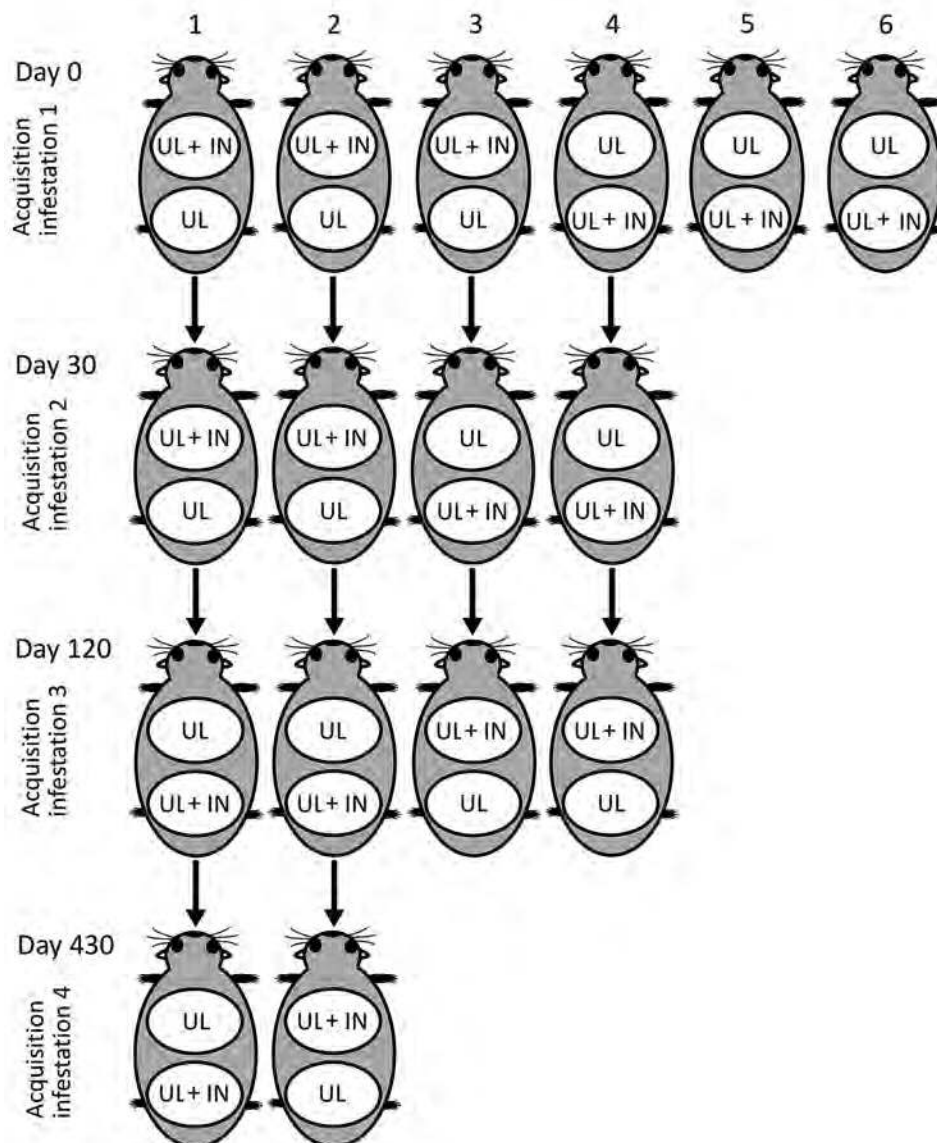 1 2 3 4 5 6
Day 0
Acquisition
infestation 1
UL + IN UL + IN UL + IN UL UL UL
UL UL UL UL + IN UL + IN UL + IN
Day 30
Acquisition
infestation 2
UL + IN UL + IN UL UL
UL UL UL + IN UL + IN
Day 120
Acquisition
infestation 3
UL UL UL + IN UL + IN
UL + IN UL + IN UL UL
Day 430
Acquisition
infestation 4
UL UL + IN
UL + IN UL